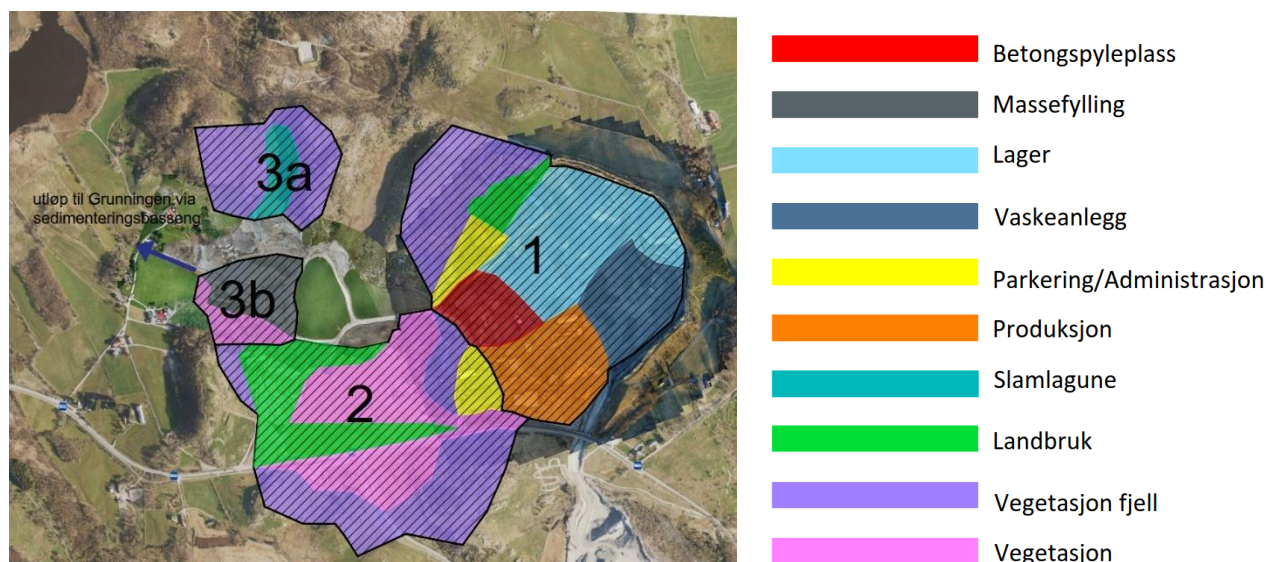 3a
utløp til Grunningen via
sedimenteringsbasseng
1
3b
2
Betongspyleplass
Massefylling
Lager
Vaskeanlegg
Parkering/Administrasjon
Produksjon
Slamlagune
Landbruk
Vegetasjon fjell
Vegetasjon